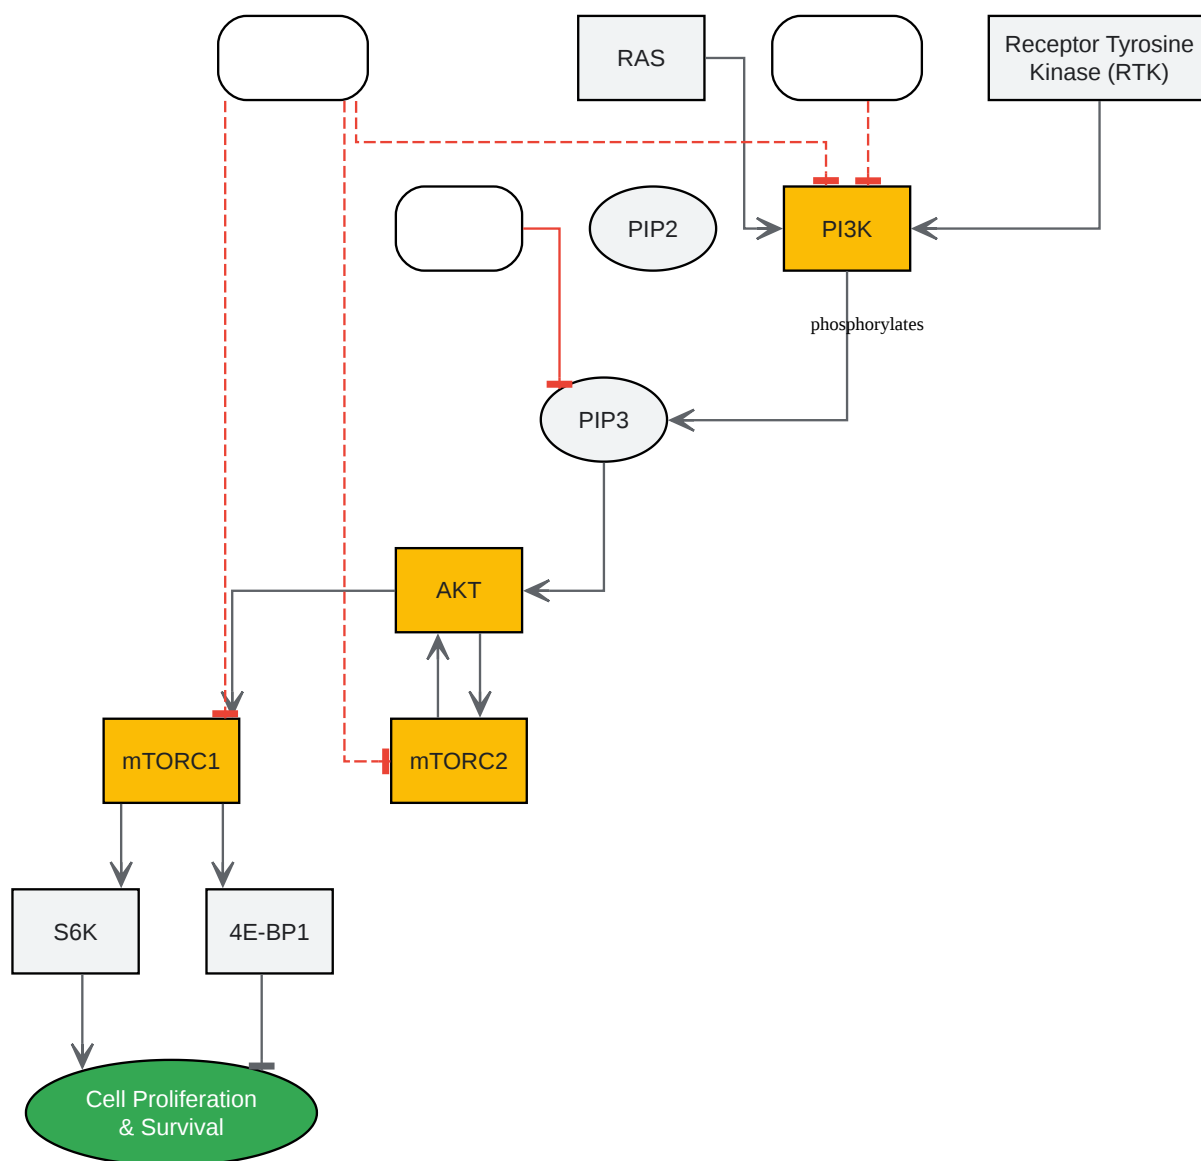 RAS
Receptor Tyrosine
Kinase (RTK)
PIP2
PI3K
phosphorylates
PIP3
AKT
mTORC1
mTORC2
S6K
4E-BP1
Cell Proliferation
& Survival